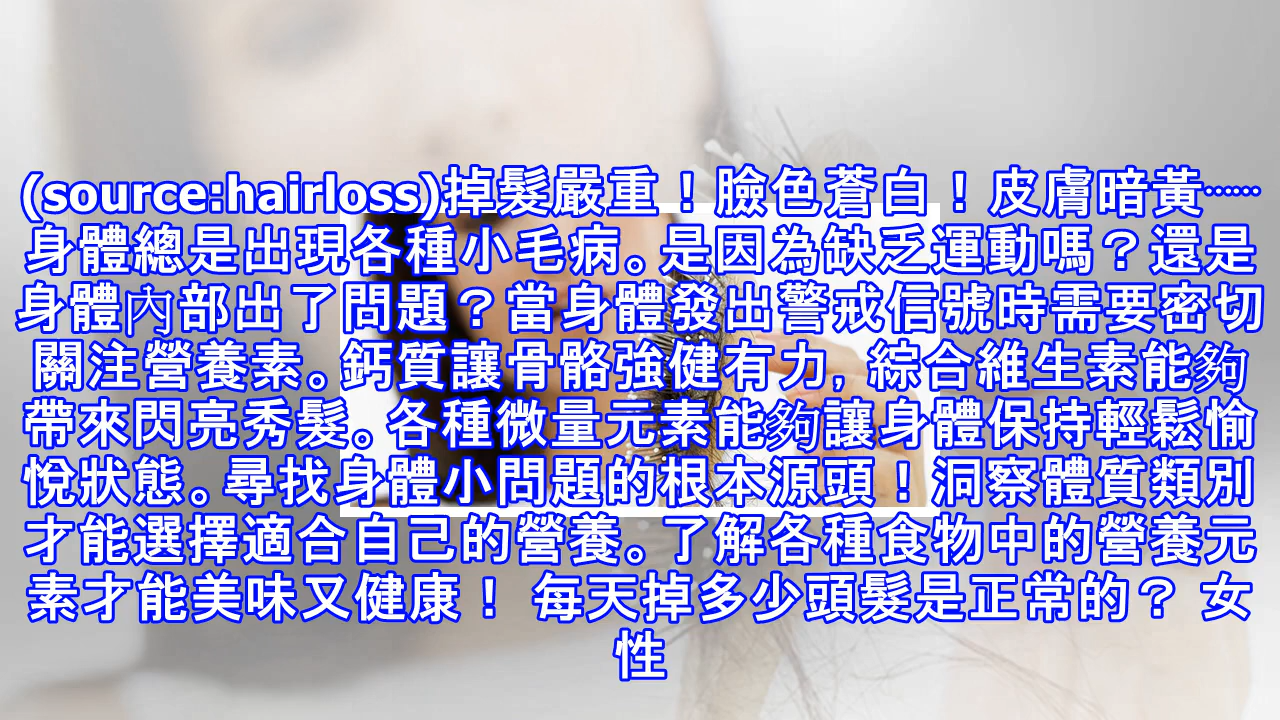 (source:hairloss)掉髮嚴重！臉色蒼白！皮膚暗黃……
身體總是出現各種小毛病。是因為缺乏運動嗎？還是
身體內部出了問題？當身體發出警戒信號時需要密切
關注營養素。鈣質讓骨骼強健有力，綜合維生素能夠
帶來閃亮秀髮。各種微量元素能夠讓身體保持輕鬆愉
悅狀態。尋找身體小問題的根本源頭！洞察體質類別
才能選擇適合自己的營養。了解各種食物中的營養元
素才能美味又健康！ 每天掉多少頭髮是正常的？ 女
性